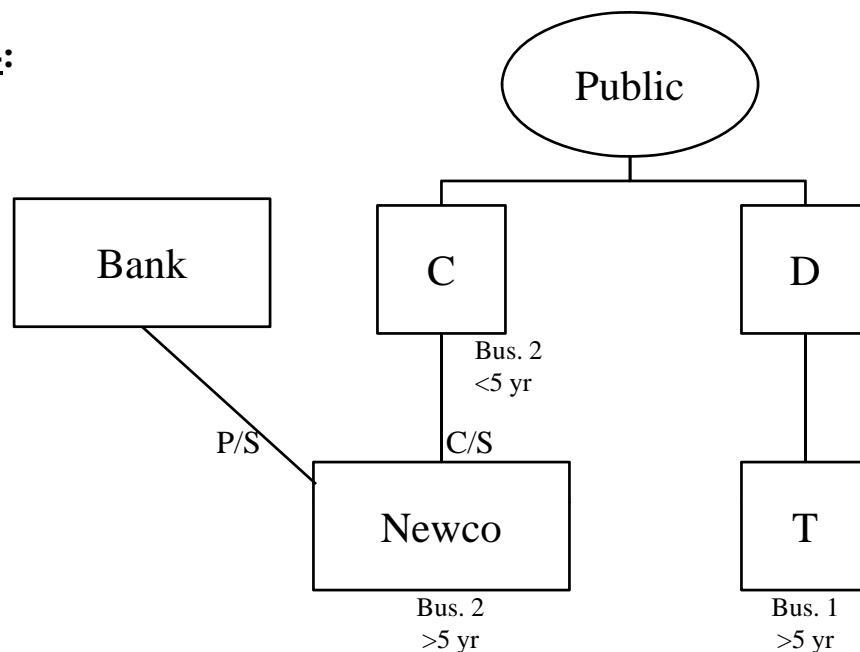 :
Public
Bank
C
D
Bus. 2
<5 yr
P/S
C/S
Newco
T
Bus. 2
>5 yr
Bus. 1
>5 yr